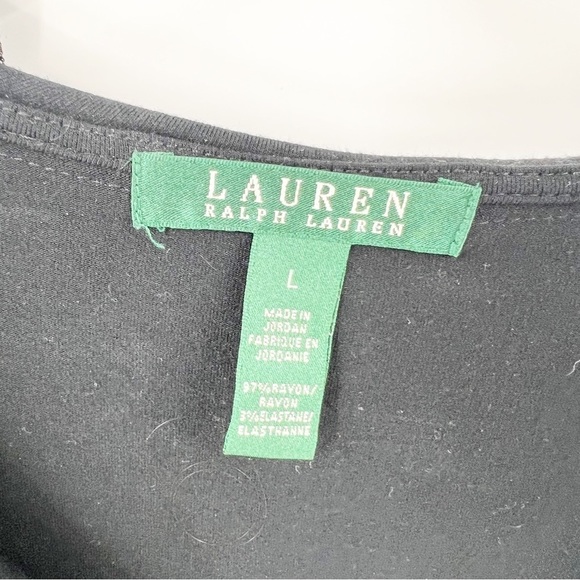 LAUREN
RALPH LAUREN
L
MADE IN
JORDAN
FABRIQUE EN
JORDANIE
97%RAYON/
RAYON
3%ELASTANE/
ELASTHANNE